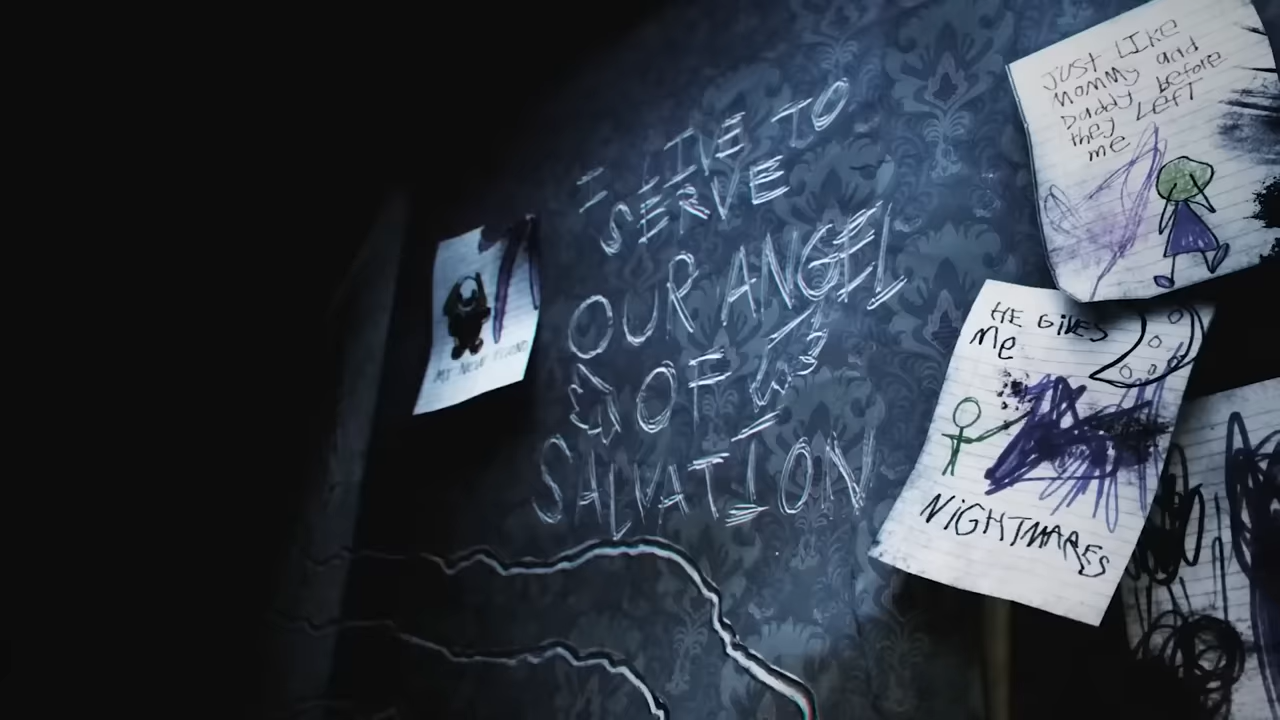 MY NEW FRIEND
I LIVE TO
SERVE
OUR ANGEL
OF
SALVATION
JUST LIKE
MOMMY and
Daddy before
they LEFT
me
HE GIVES
Me
NIGHTMARES